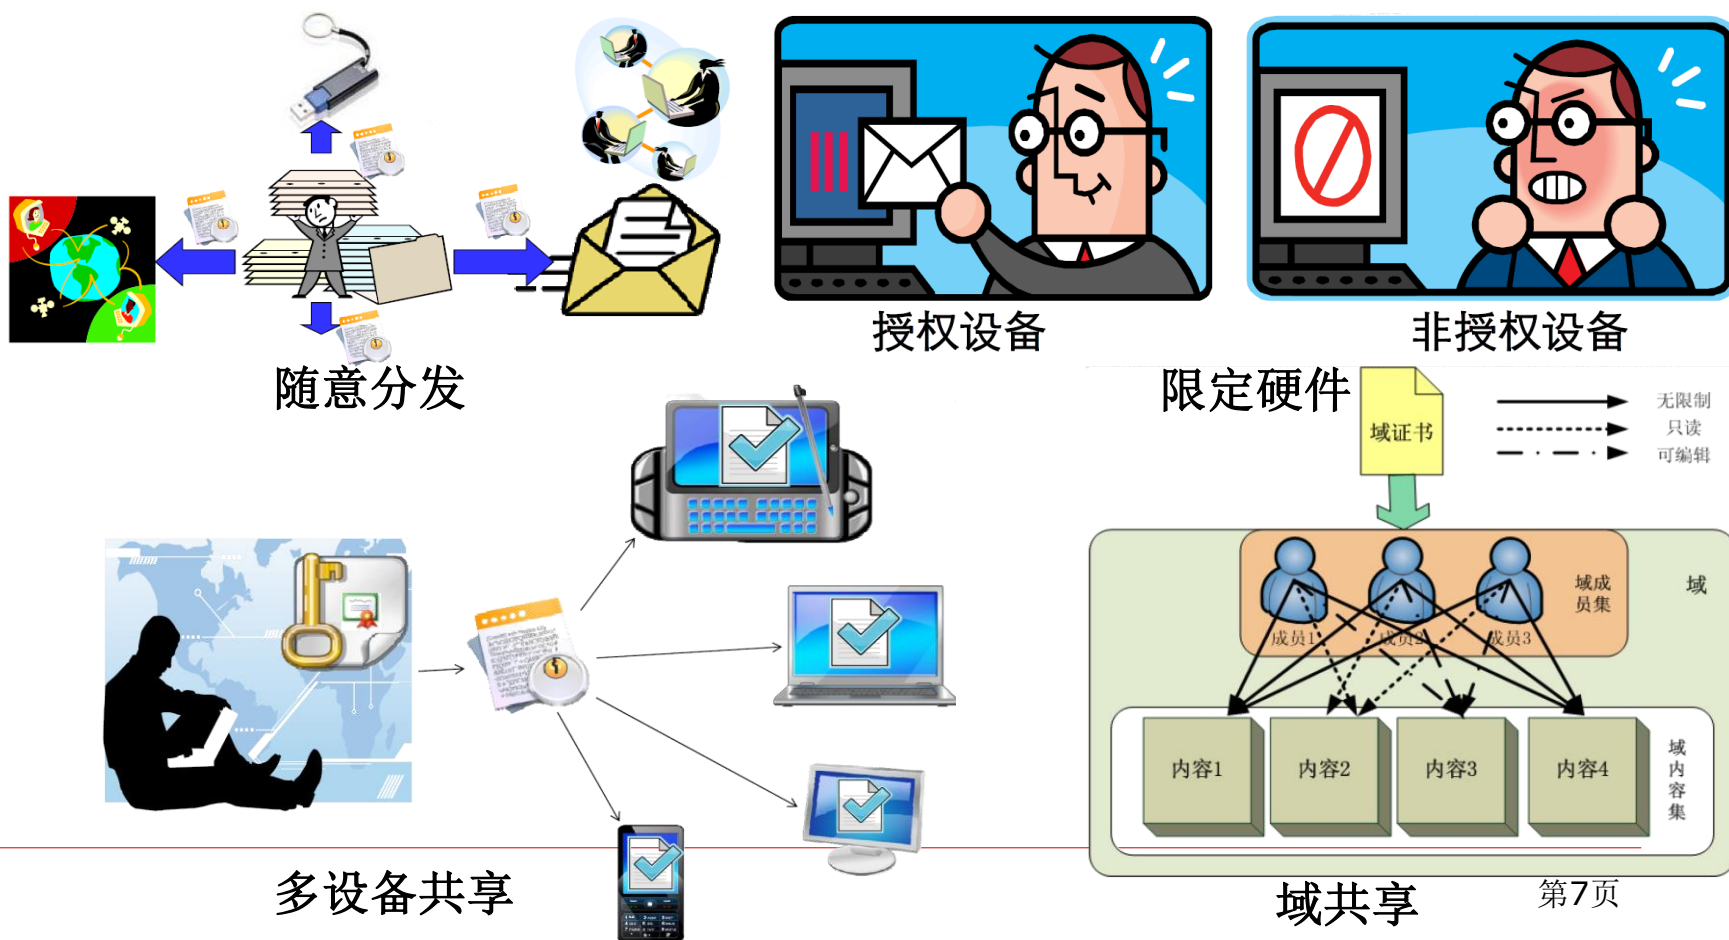 授权设备
非授权设备
随意分发
限定硬件
域证书
无限制
只读
可编辑
域成
员集
域
成员1
成员2
成员3
内容1
内容2
内容3
内容4
域
内
容
集
多设备共享
域共享
第7页